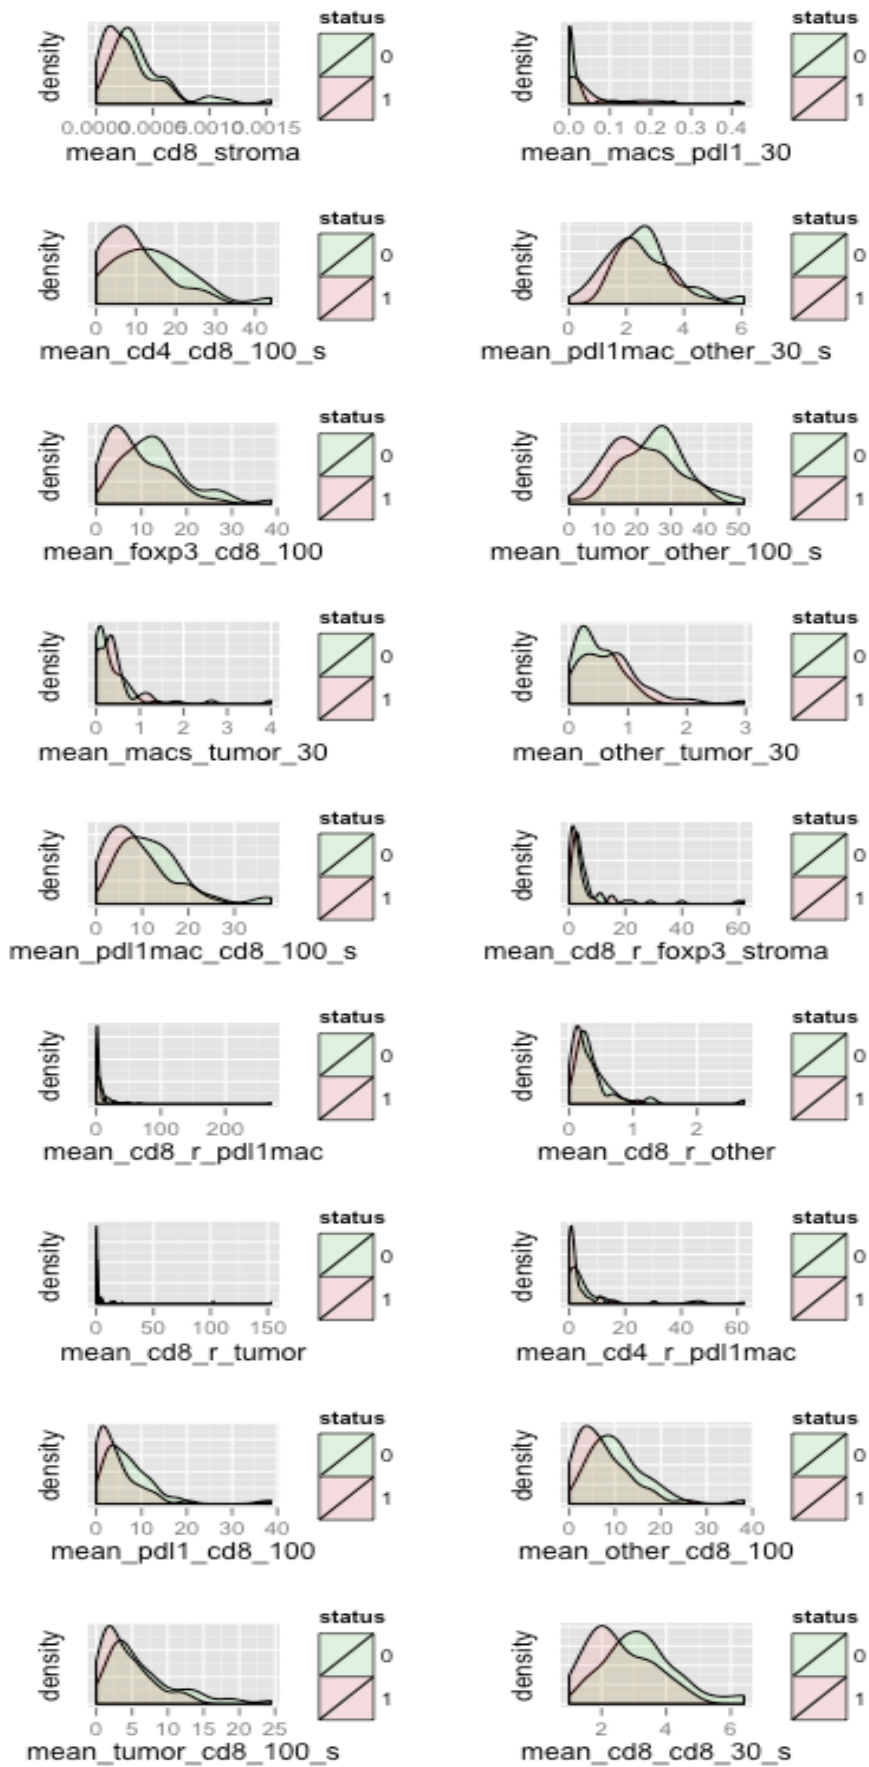 status status
density 0 density 0
1 1
0.0000 0.0005 0.0010 0.0015 0.0 0.1 0.2 0.3 0.4
mean_cd8_stroma mean_macs_pdl1_30
status status
density 0 density 0
1 1
0 10 20 30 40 0 2 4 6
mean_cd4_cd8_100_s mean_pdl1mac_other_30_s
status status
density 0 density 0
1 1
0 10 20 30 40 0 10 20 30 40 50
mean_foxp3_cd8_100 mean_tumor_other_100_s
status status
density 0 density 0
1 1
0 1 2 3 4 0 1 2 3
mean_macs_tumor_30 mean_other_tumor_30
status status
density 0 density 0
1 1
0 10 20 30 0 20 40 60
mean_pdl1mac_cd8_100_s mean_cd8_r_foxp3_stroma
status status
density 0 density 0
1 1
0 100 200 0 1 2
mean_cd8_r_pdl1mac mean_cd8_r_other
status status
density 0 density 0
1 1
0 50 100 150 0 20 40 60
mean_cd8_r_tumor mean_cd4_r_pdl1mac
status status
density 0 density 0
1 1
0 10 20 30 40 0 10 20 30 40
mean_pdl1_cd8_100 mean_other_cd8_100
status status
density 0 density 0
1 1
0 5 10 15 20 25 2 4 6
mean_tumor_cd8_100_s mean_cd8_cd8_30_s